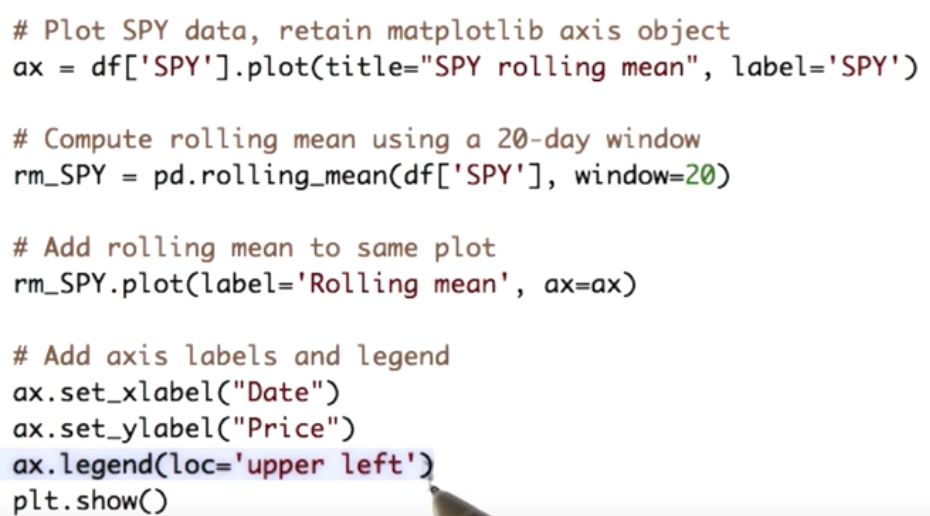 # Plot SPY data, retain matplotlib axis object
ax = df['SPY'].plot(title="SPY rolling mean", label='SPY')
# Compute rolling mean using a 20-day window
rm_SPY = pd.rolling_mean(df['SPY'], window=20)
# Add rolling mean to same plot
rm_SPY.plot(label='Rolling mean', ax=ax)
# Add axis labels and legend
ax.set_xlabel("Date")
ax.set_ylabel("Price")
ax.legend(loc='upper left')
plt.show()